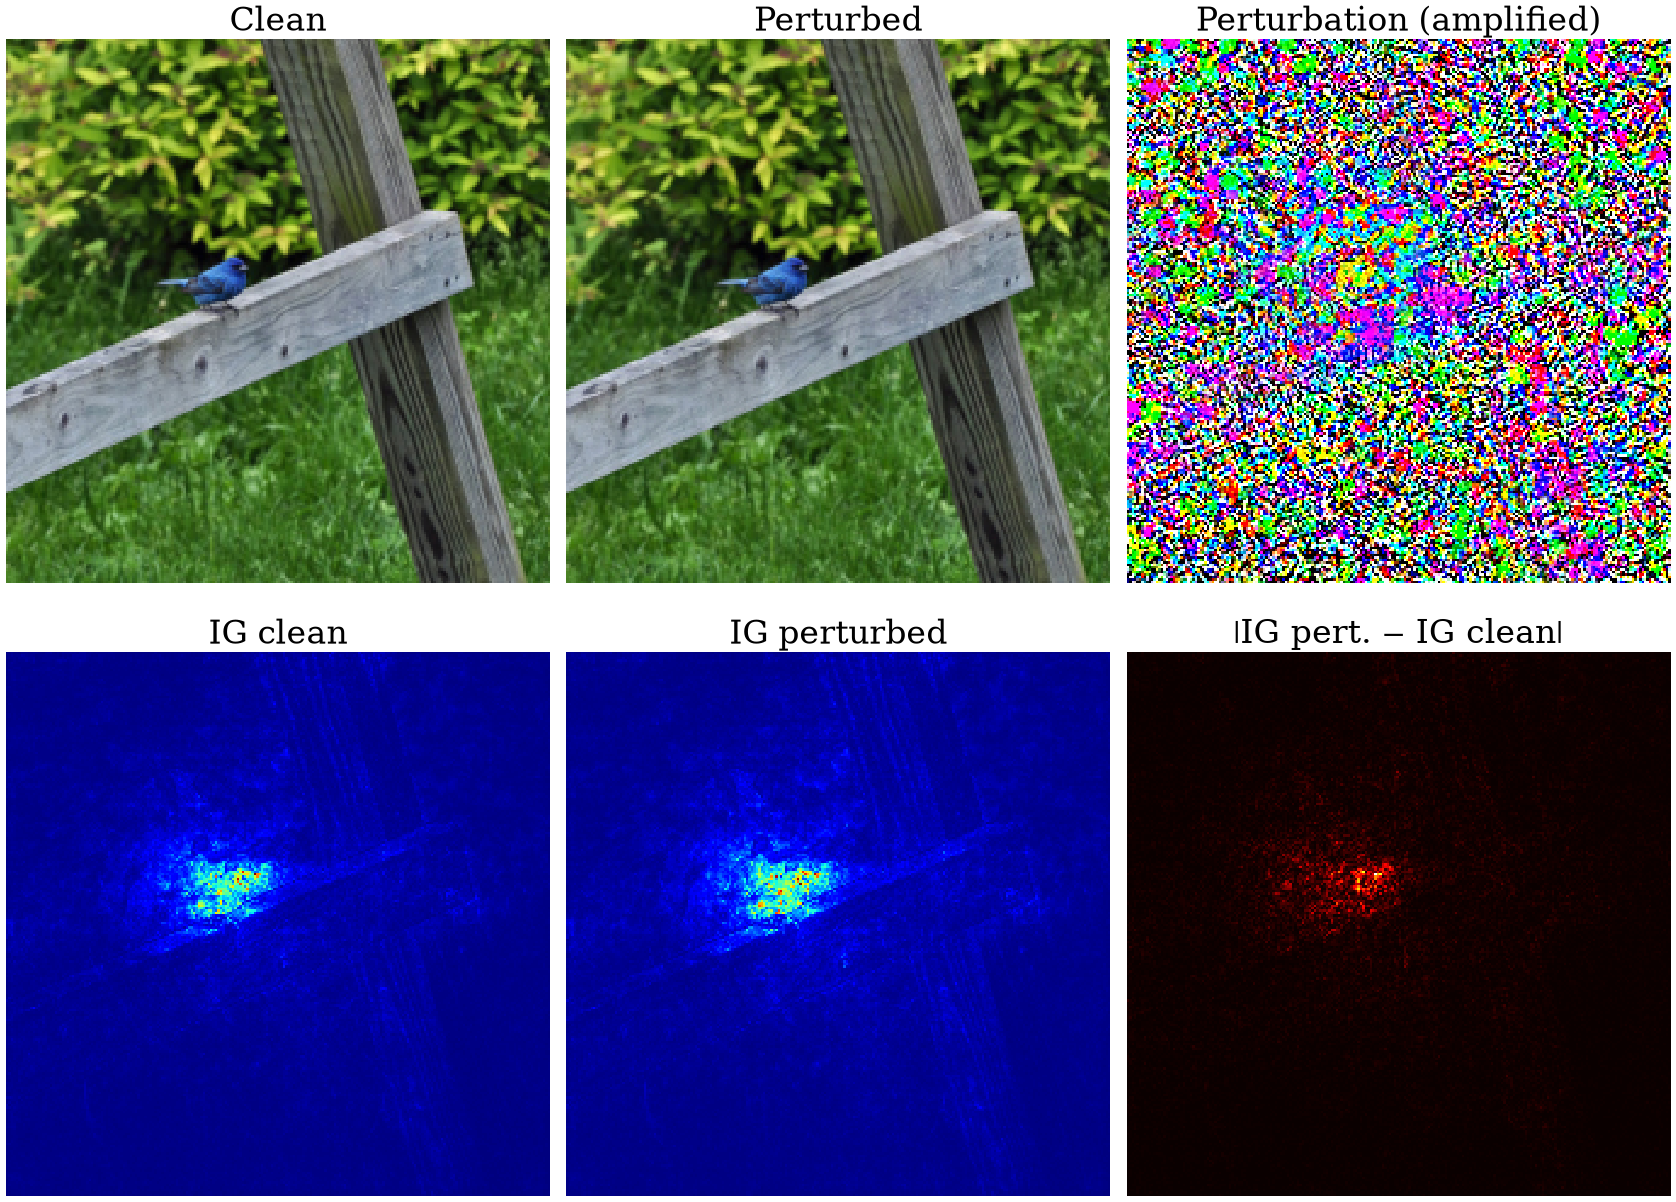 Clean
Perturbed
Perturbation (amplified)
IG clean
IG perturbed
|IG pert. − IG clean|